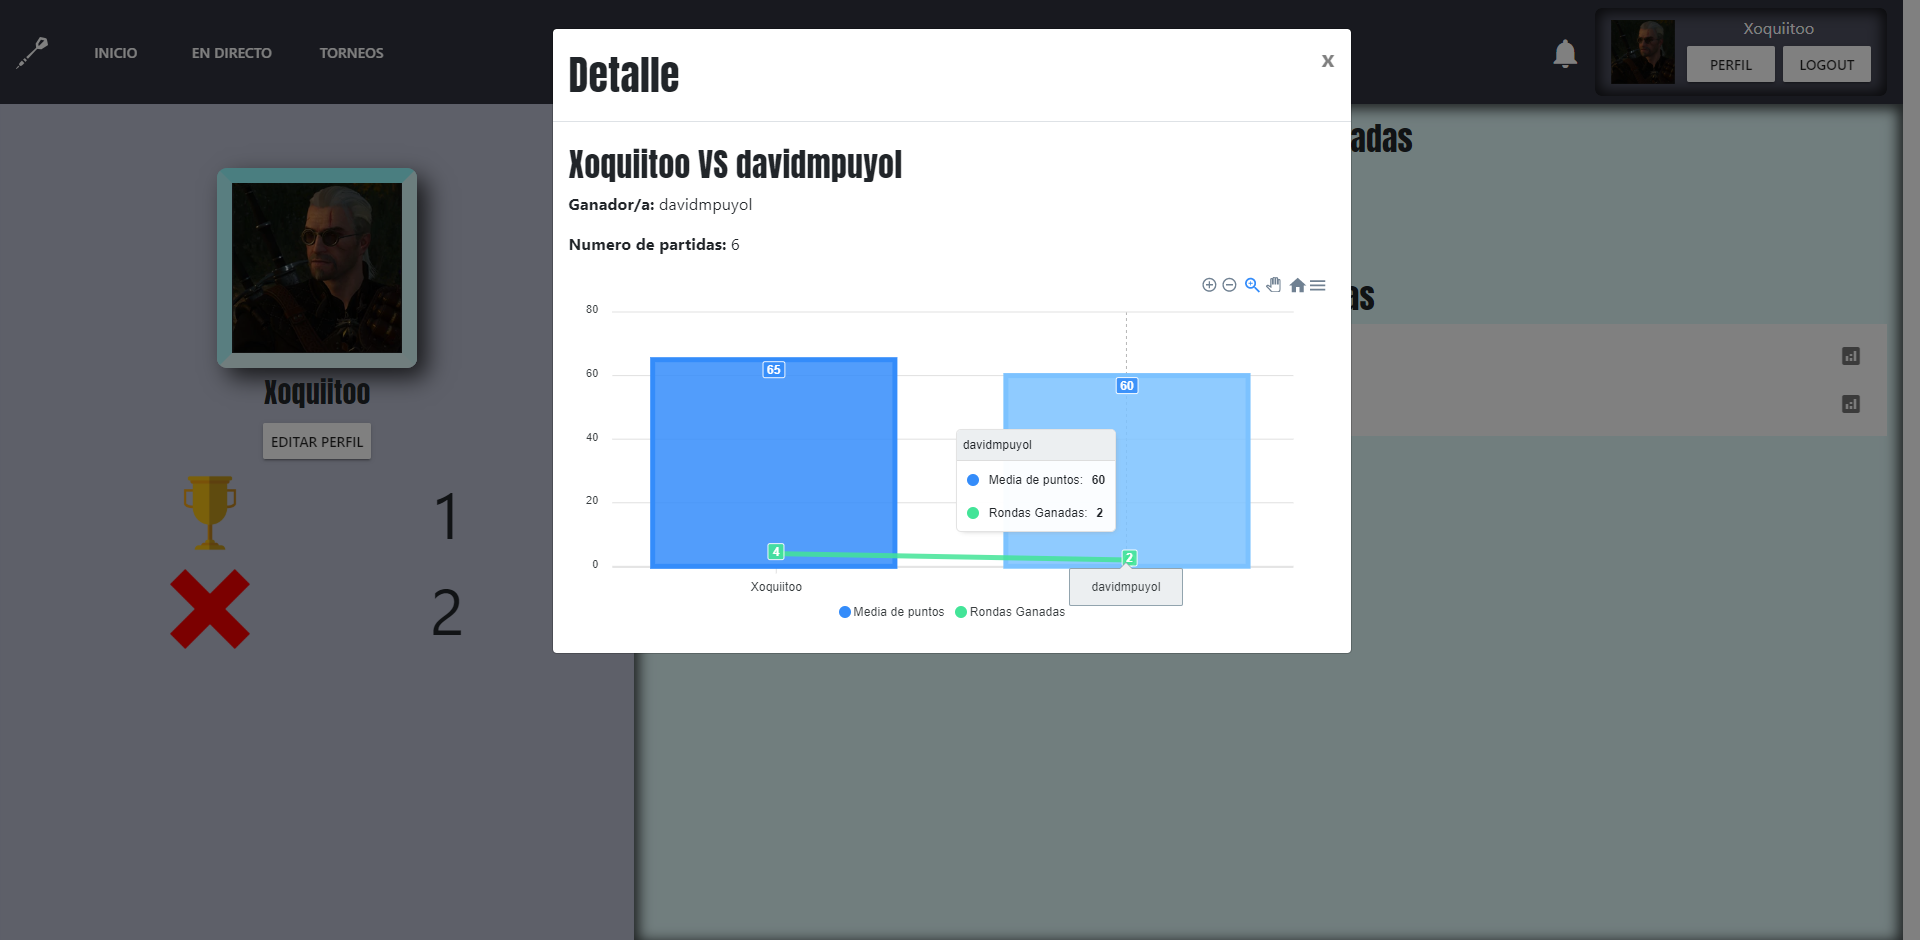 INICIO EN DIRECTO TORNEOS
Xoquiitoo
PERFIL LOGOUT
Xoquiitoo
EDITAR PERFIL
1
2
Detalle
x
Xoquiitoo VS davidmpuyol
Ganador/a: davidmpuyol
Numero de partidas: 6
80
60
40
20
0
65
60
4
2
davidmpuyol
Media de puntos: 60
Rondas Ganadas: 2
Xoquiitoo davidmpuyol
Media de puntos Rondas Ganadas